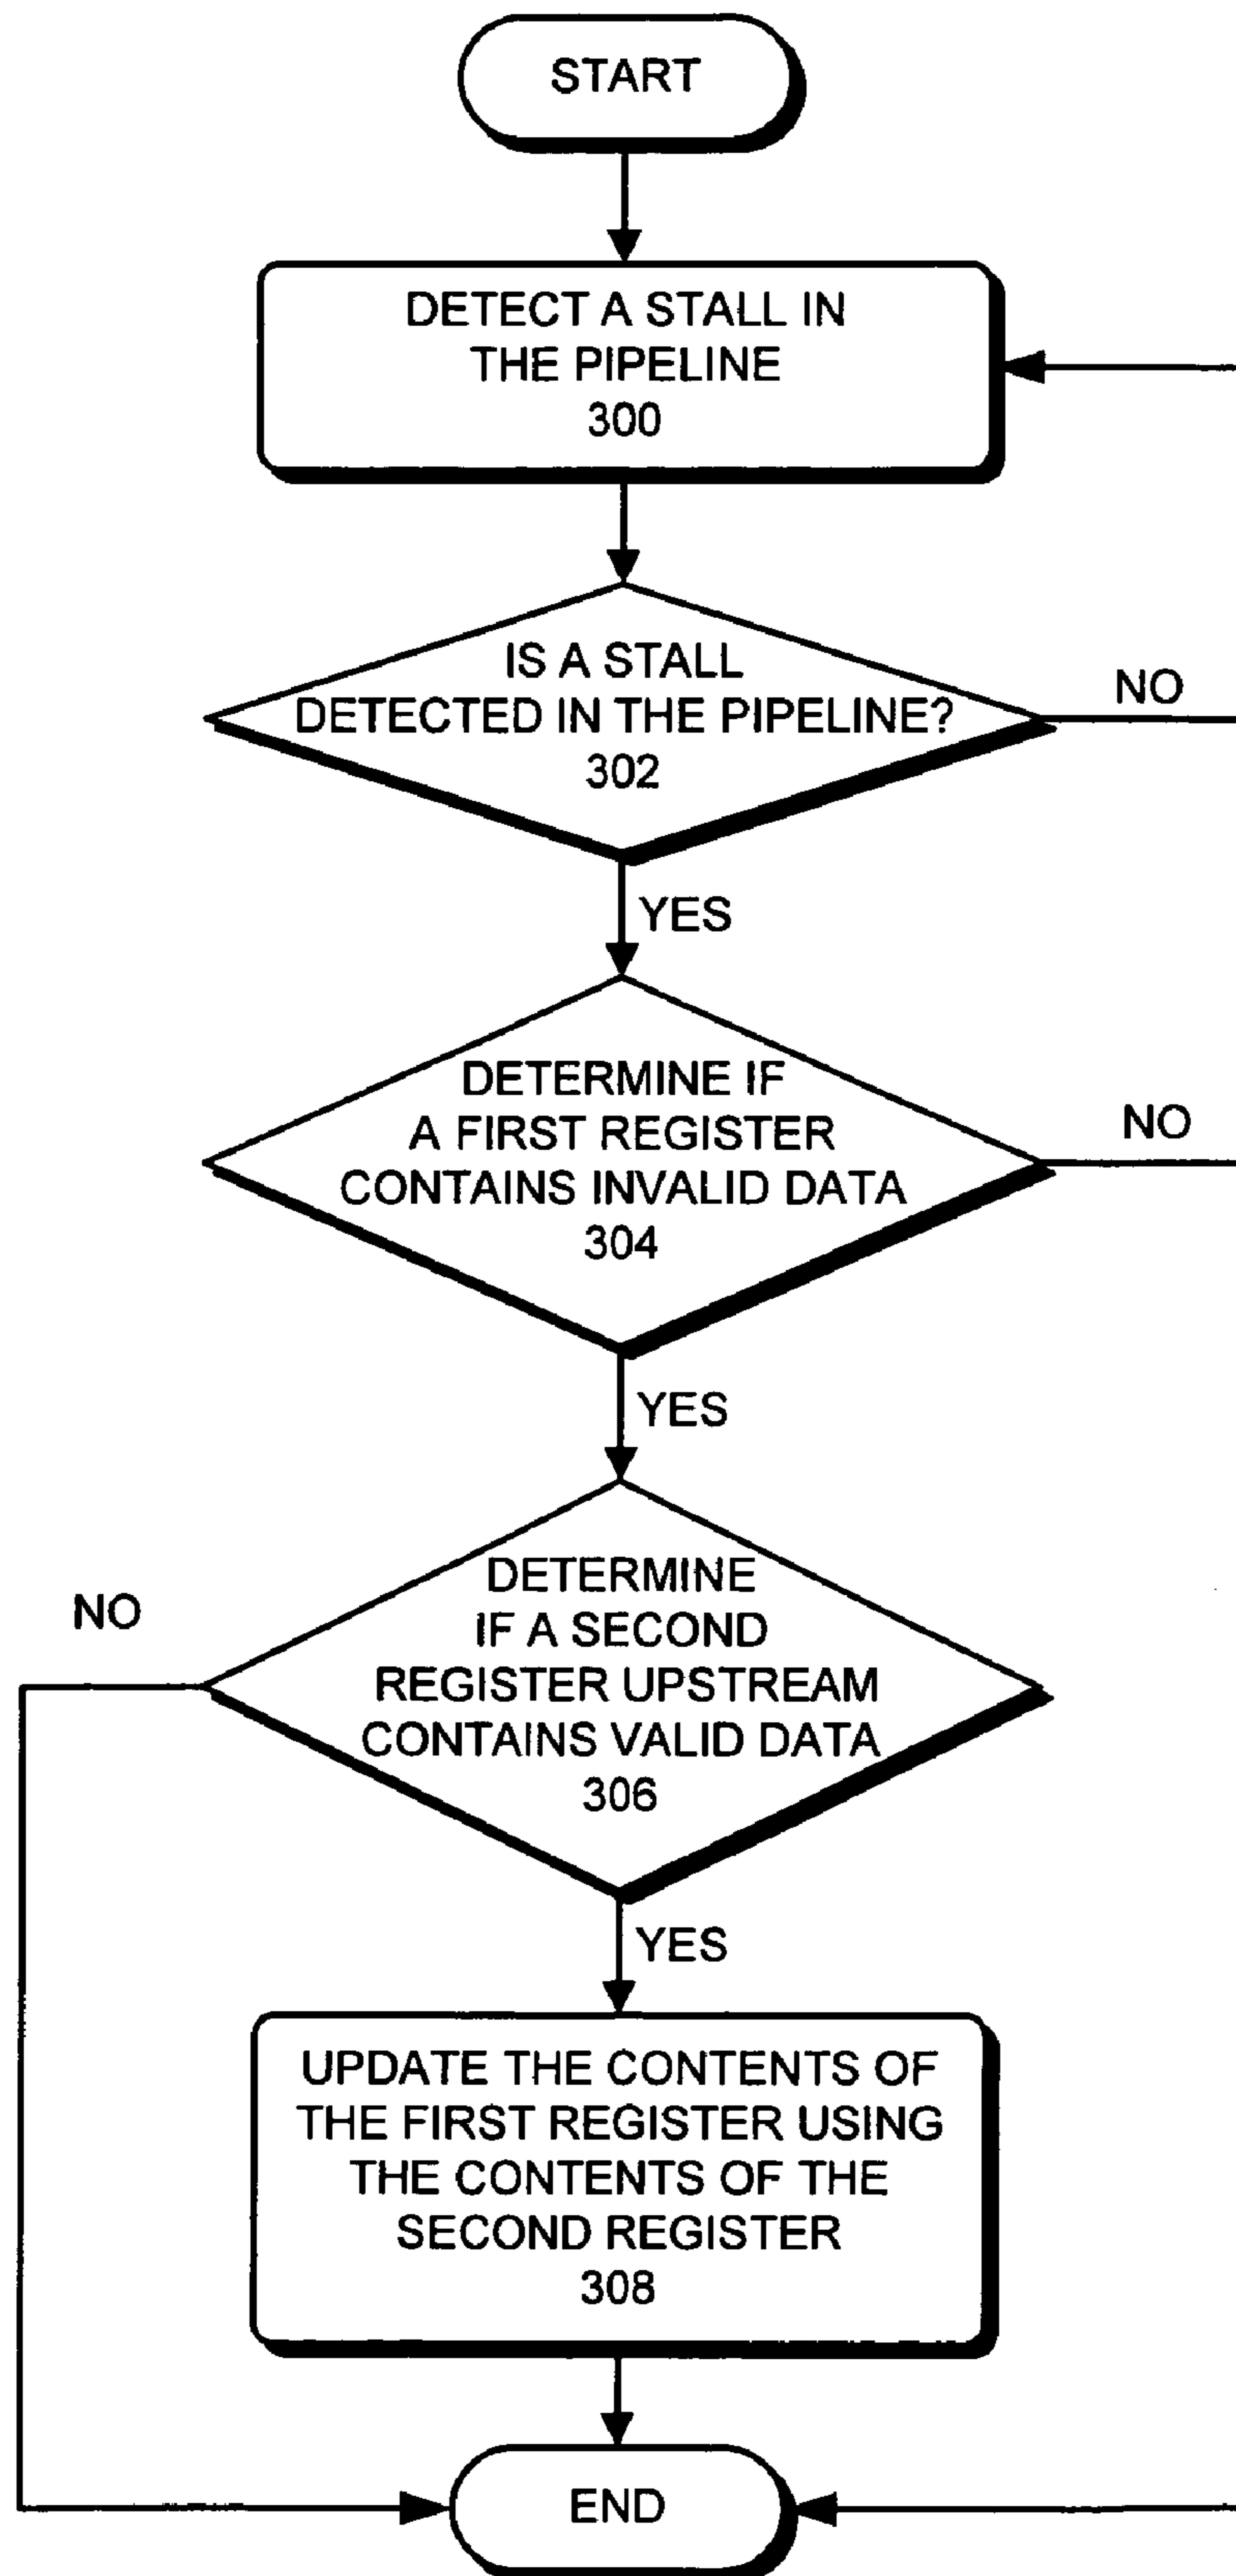 START
DETECT A STALL IN
THE PIPELINE
300
IS A STALL
DETECTED IN THE PIPELINE?
302
NO
YES
DETERMINE IF
A FIRST REGISTER
CONTAINS INVALID DATA
304
NO
YES
DETERMINE
IF A SECOND
REGISTER UPSTREAM
CONTAINS VALID DATA
306
NO
YES
UPDATE THE CONTENTS OF
THE FIRST REGISTER USING
THE CONTENTS OF THE
SECOND REGISTER
308
END